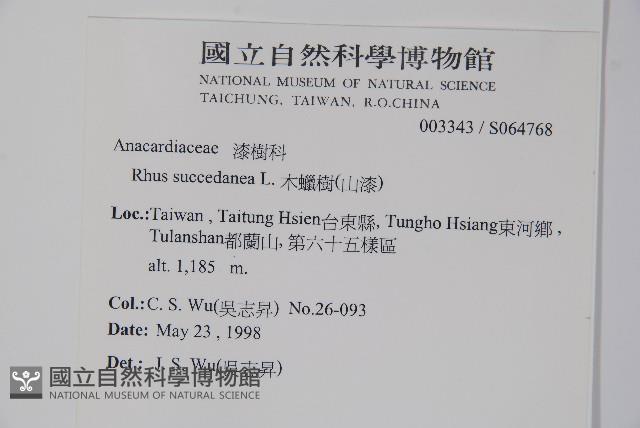 國立自然科學博物館
NATIONAL MUSEUM OF NATURAL SCIENCE
TAICHUNG, TAIWAN, R.O.CHINA
003343 / S064768
Anacardiaceae 漆樹科
Rhus succedanea L. 木蠟樹(山漆)
Loc.:Taiwan , Taitung Hsien台東縣, Tungho Hsiang東河鄉 ,
Tulanshan都蘭山, 第六十五樣區
alt. 1,185 m.
Col.:C. S. Wu(吳志昇) No.26-093
Date: May 23 , 1998
Det.: J. S. Wu(吳志昇)
國立自然科學博物館
NATIONAL MUSEUM OF NATURAL SCIENCE